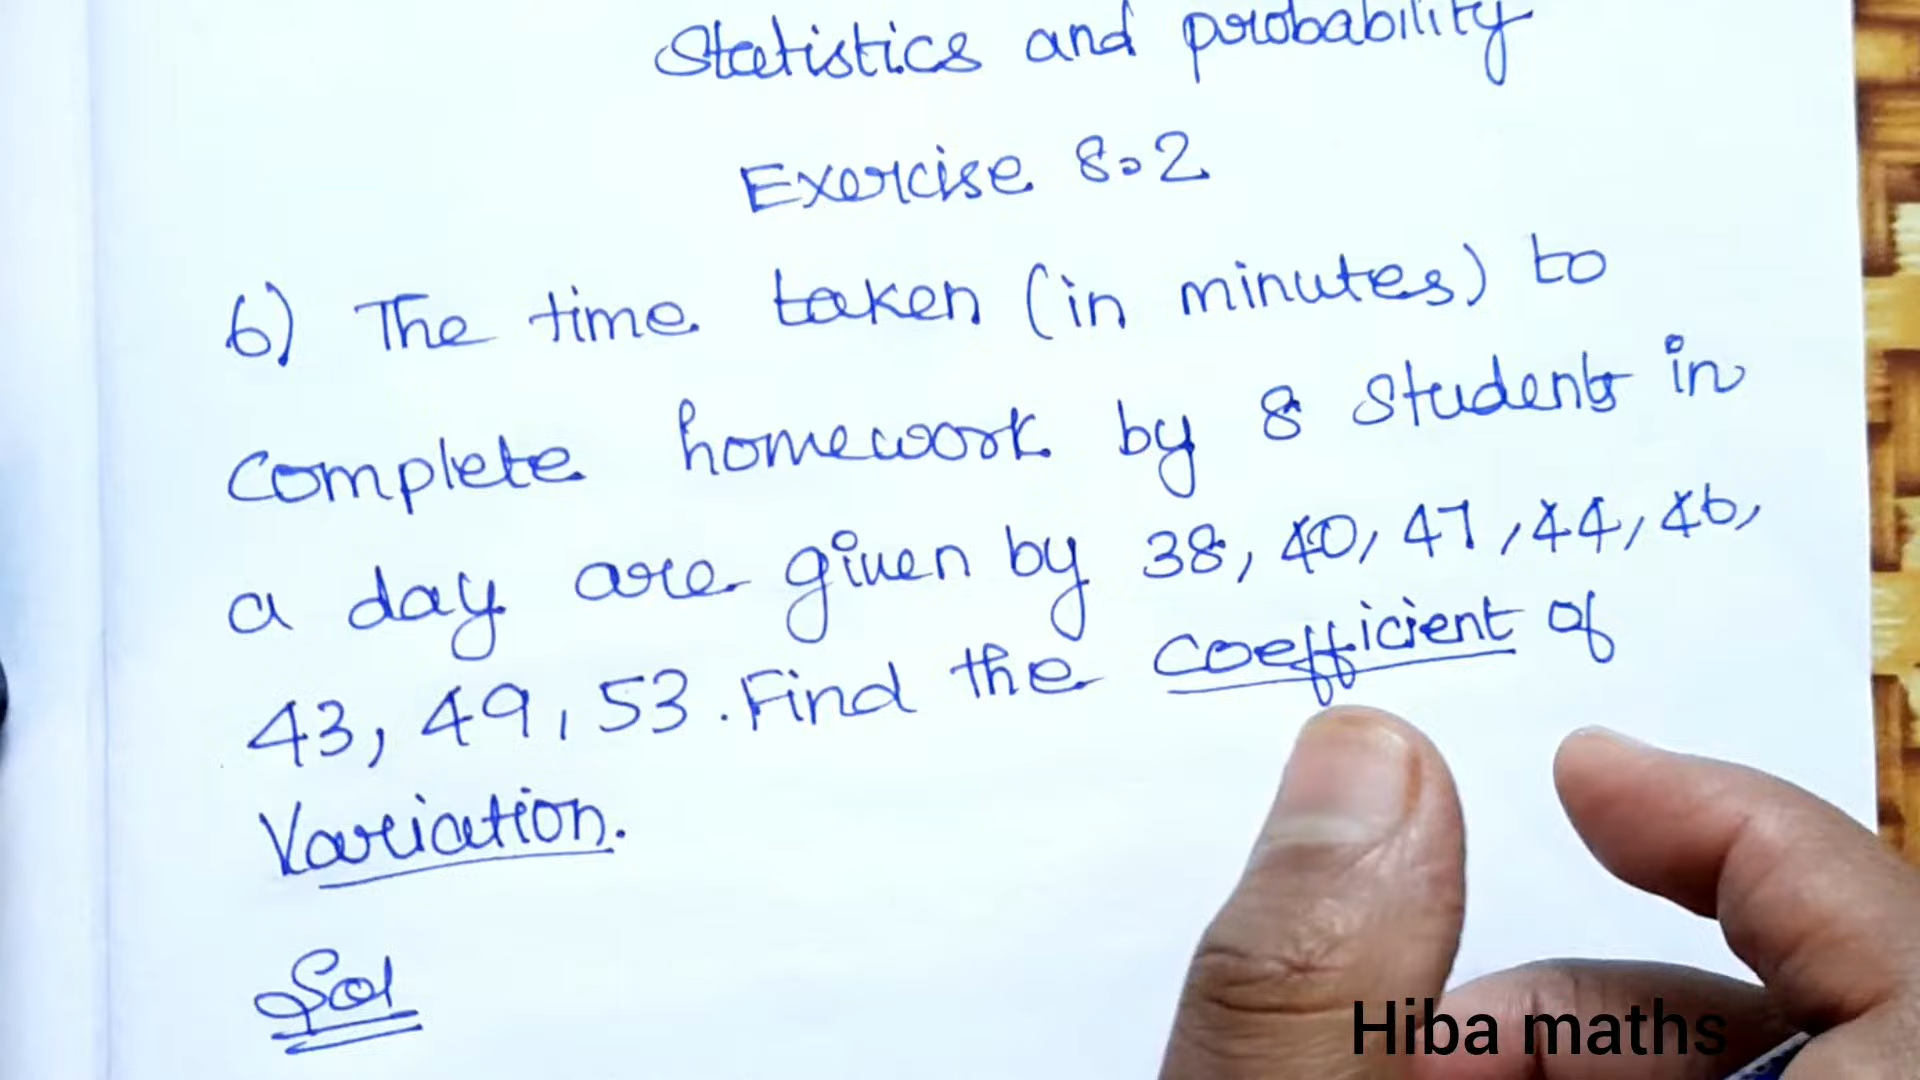 Statistics and probability
Exercise 8.2
6) The time taken (in minutes) to
complete homework by 8 students in
a day are given by 38, 40, 47, 44, 46,
43, 49, 53. Find the coefficient of
Variation.
Sol
Hiba maths